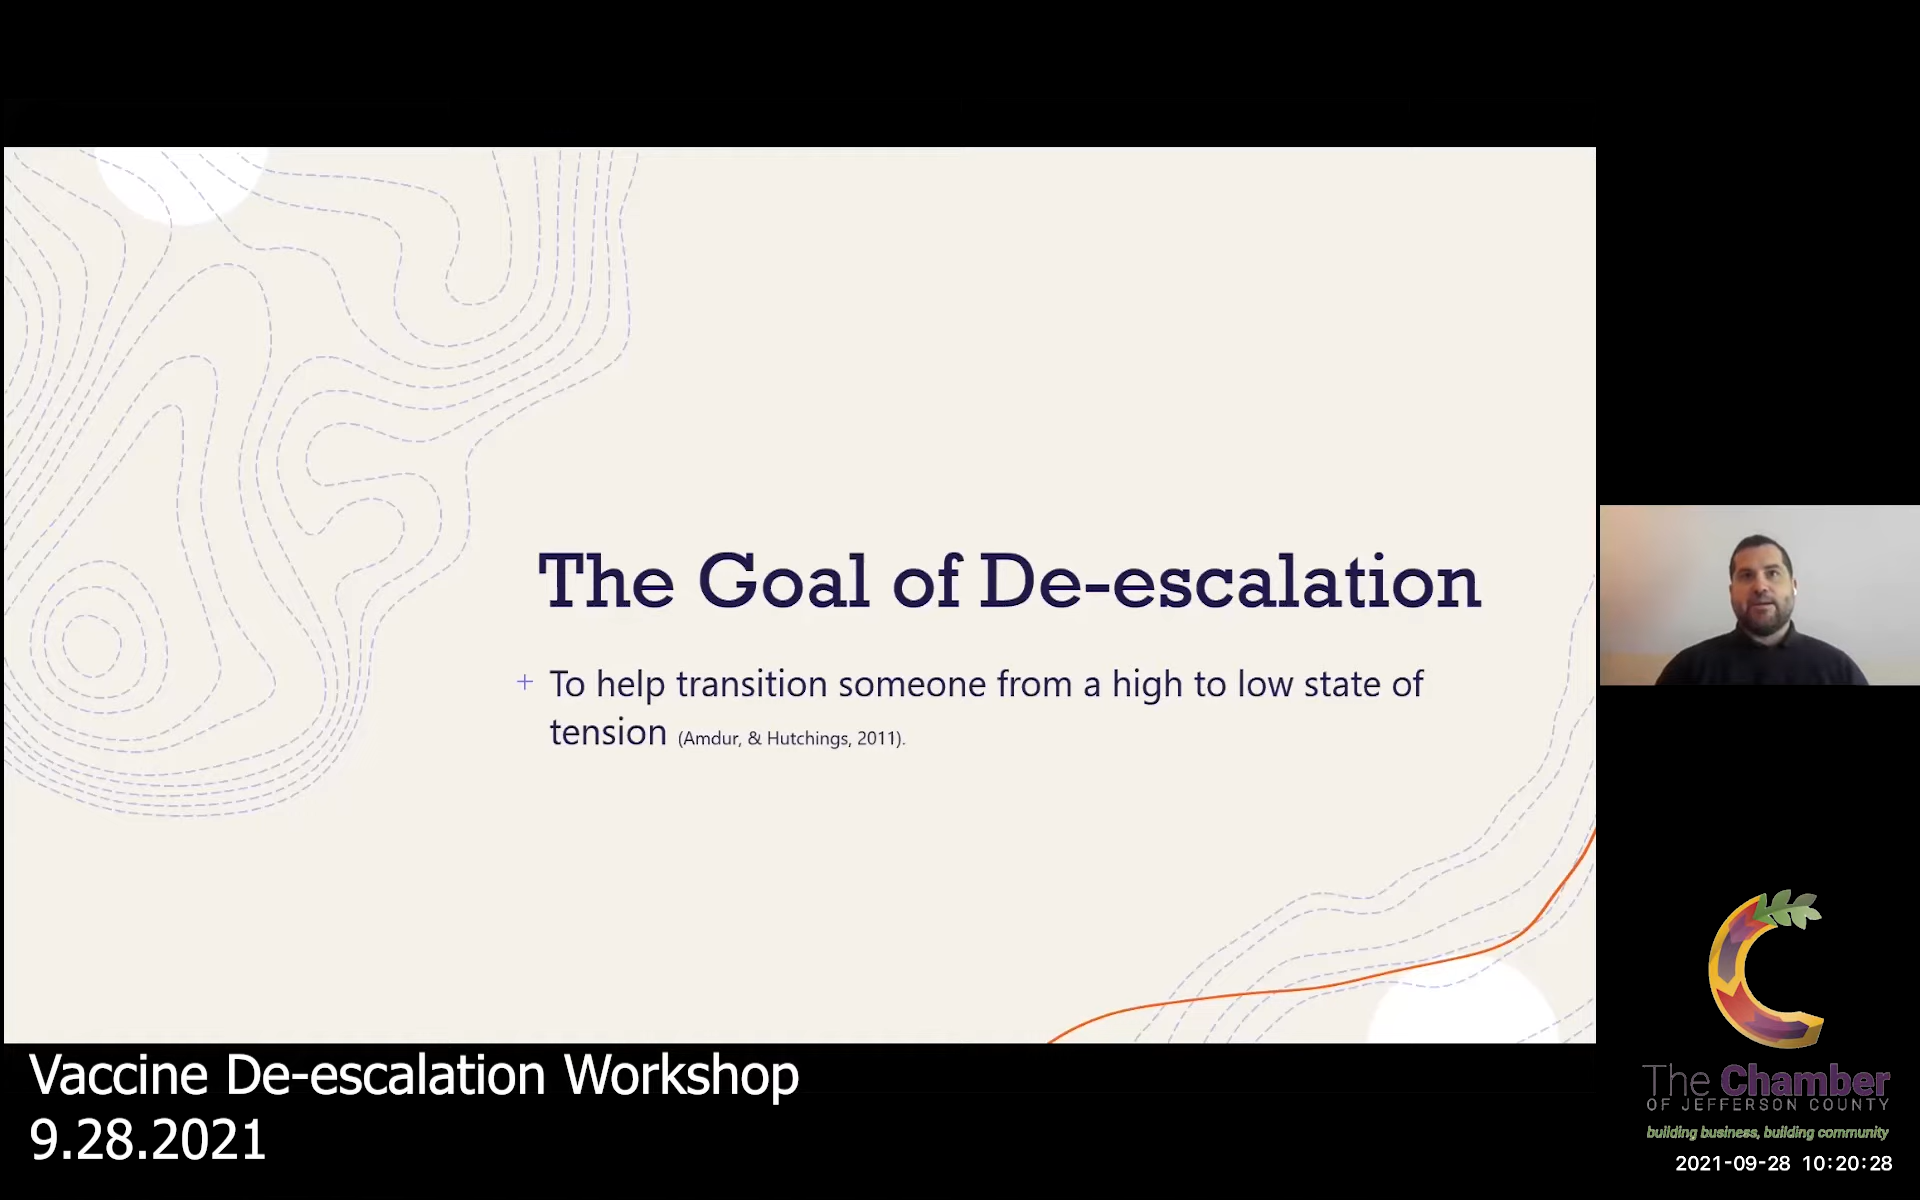 The Goal of De-escalation
+ To help transition someone from a high to low state of
tension (Amdur, & Hutchings, 2011).
Vaccine De-escalation Workshop
9.28.2021
The Chamber
OF JEFFERSON COUNTY
building business, building community
2021-09-28 10:20:28